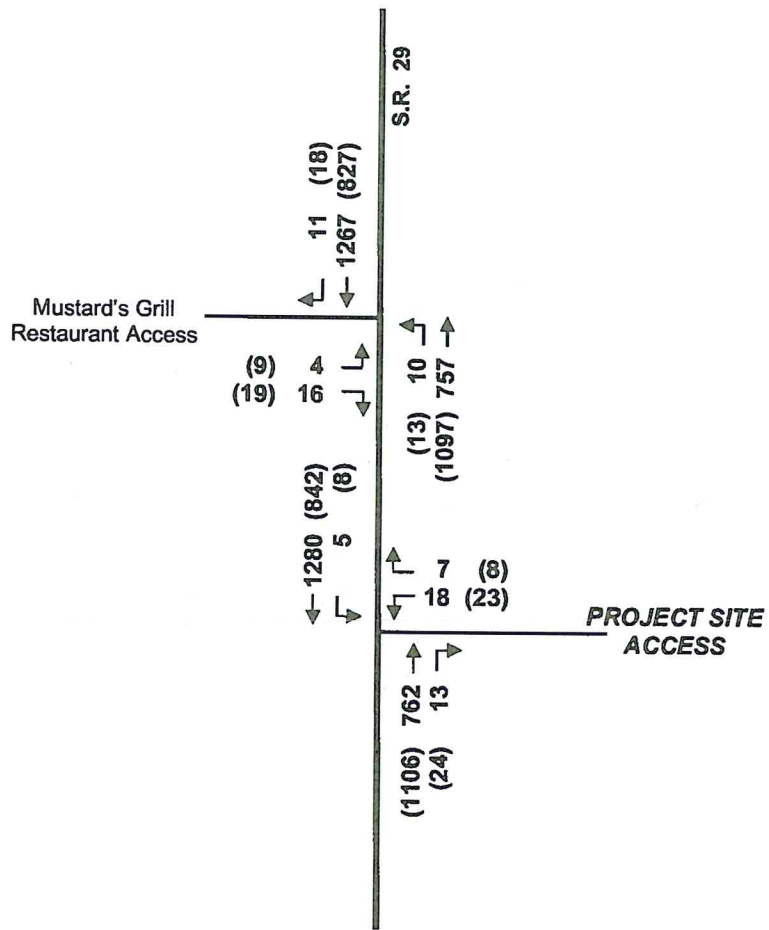 S.R. 29
11 (18)
1267 (827)
Mustard's Grill
Restaurant Access
(9) 4
(19) 16
(13) 10
(1097) 757
1280 (842)
5 (8)
7 (8)
18 (23)
PROJECT SITE
ACCESS
(1106) 762
(24) 13